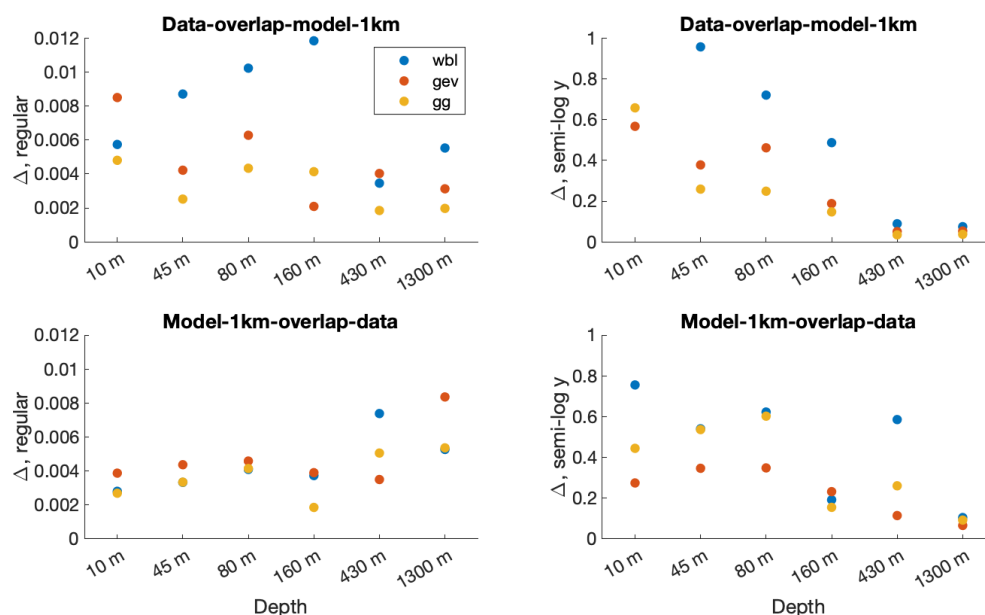 Data-overlap-model-1km
0.012
0.01
0.008
0.006
0.004
0.002
0
Δ, regular
wbl
gev
gg
10 m
45 m
80 m
160 m
430 m
1300 m
Data-overlap-model-1km
1
0.8
0.6
0.4
0.2
0
Δ, semi-log y
10 m
45 m
80 m
160 m
430 m
1300 m
Model-1km-overlap-data
0.012
0.01
0.008
0.006
0.004
0.002
0
Δ, regular
10 m
45 m
80 m
160 m
430 m
1300 m
Depth
Model-1km-overlap-data
1
0.8
0.6
0.4
0.2
0
Δ, semi-log y
10 m
45 m
80 m
160 m
430 m
1300 m
Depth